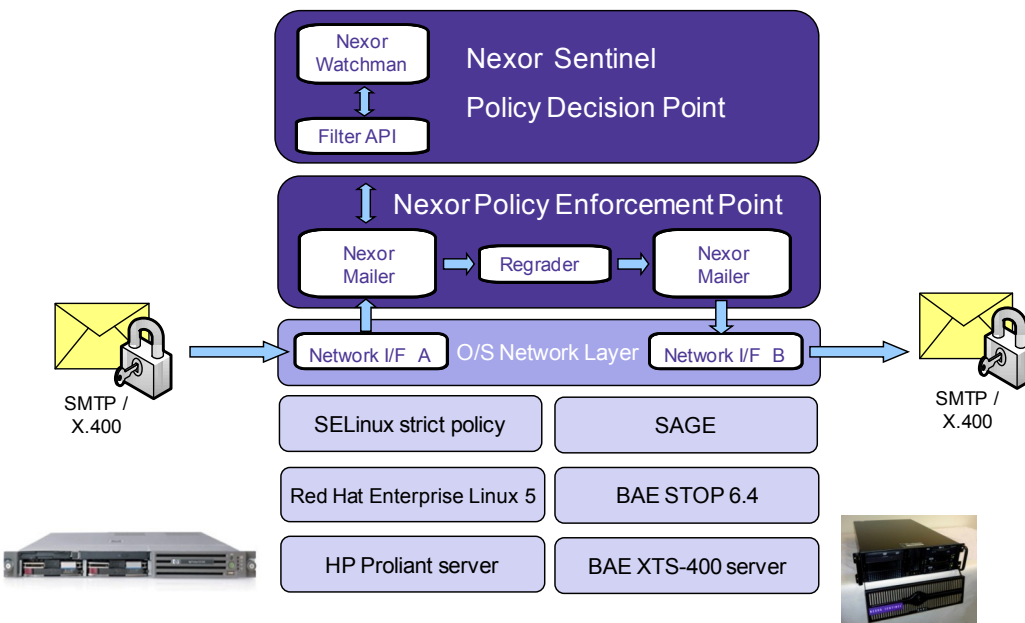 Nexor
Watchman
Nexor Sentinel
Policy Decision Point
Filter API
Nexor Policy Enforcement Point
Nexor
Mailer
Regrader
Nexor
Mailer
Network I/F A
O/S Network Layer
Network I/F B
SMTP /
X.400
SMTP /
X.400
SELinux strict policy
SAGE
Red Hat Enterprise Linux 5
BAE STOP 6.4
HP Proliant server
BAE XTS-400 server